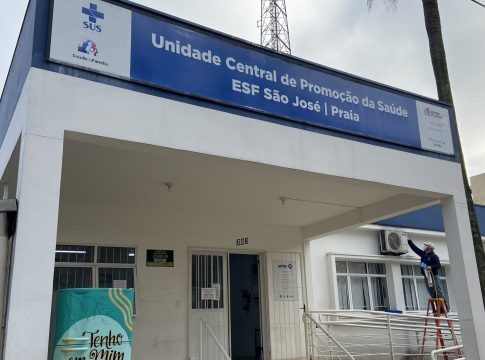 SUS
Saúde da Família
Unidade Central de Promoção da Saúde
ESF São José | Praia
Tenho
em Mim